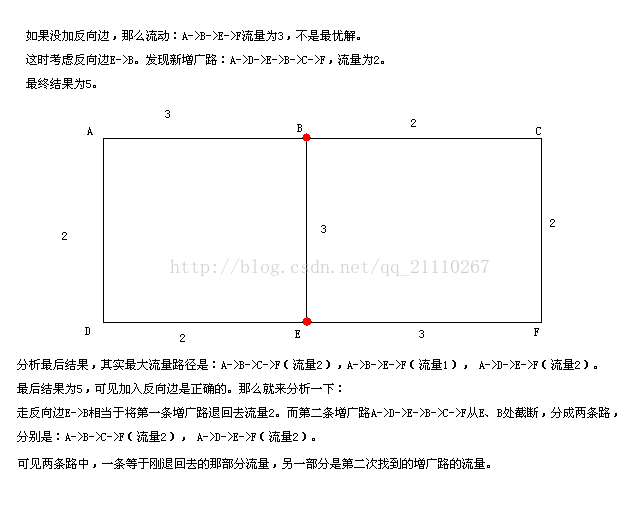 如果没加反向边，那么流动：A->B->E->F流量为3，不是最优解。
这时考虑反向边E->B。发现新增广路：A->D->E->B->C->F，流量为2。
最终结果为5。
3
A
B
2
C
2
3
2
http://blog.csdn.net/qq_21110267
D
2
E
3
F
分析最后结果，其实最大流量路径是：A->B->C->F（流量2），A->B->E->F（流量1）， A->D->E->F（流量2）。
最后结果为5，可见加入反向边是正确的。那么就来分析一下：
走反向边E->B相当于将第一条增广路退回去流量2。而第二条增广路A->D->E->B->C->F从E、B处截断，分成两条路，
分别是：A->B->C->F（流量2）， A->D->E->F（流量2）。
可见两条路中，一条等于刚退回去的那部分流量，另一部分是第二次找到的增广路的流量。